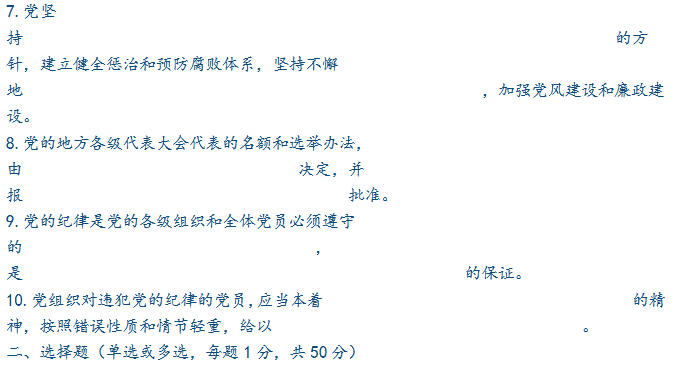 7. 党坚
持 的方
针，建立健全惩治和预防腐败体系，坚持不懈
地 ，加强党风建设和廉政建
设。
8. 党的地方各级代表大会代表的名额和选举办法，
由 决定，并
报 批准。
9. 党的纪律是党的各级组织和全体党员必须遵守
的 ，
是 的保证。
10. 党组织对违犯党的纪律的党员,应当本着 的精
神，按照错误性质和情节轻重，给以 。
二、选择题（单选或多选，每题 1 分，共 50 分）